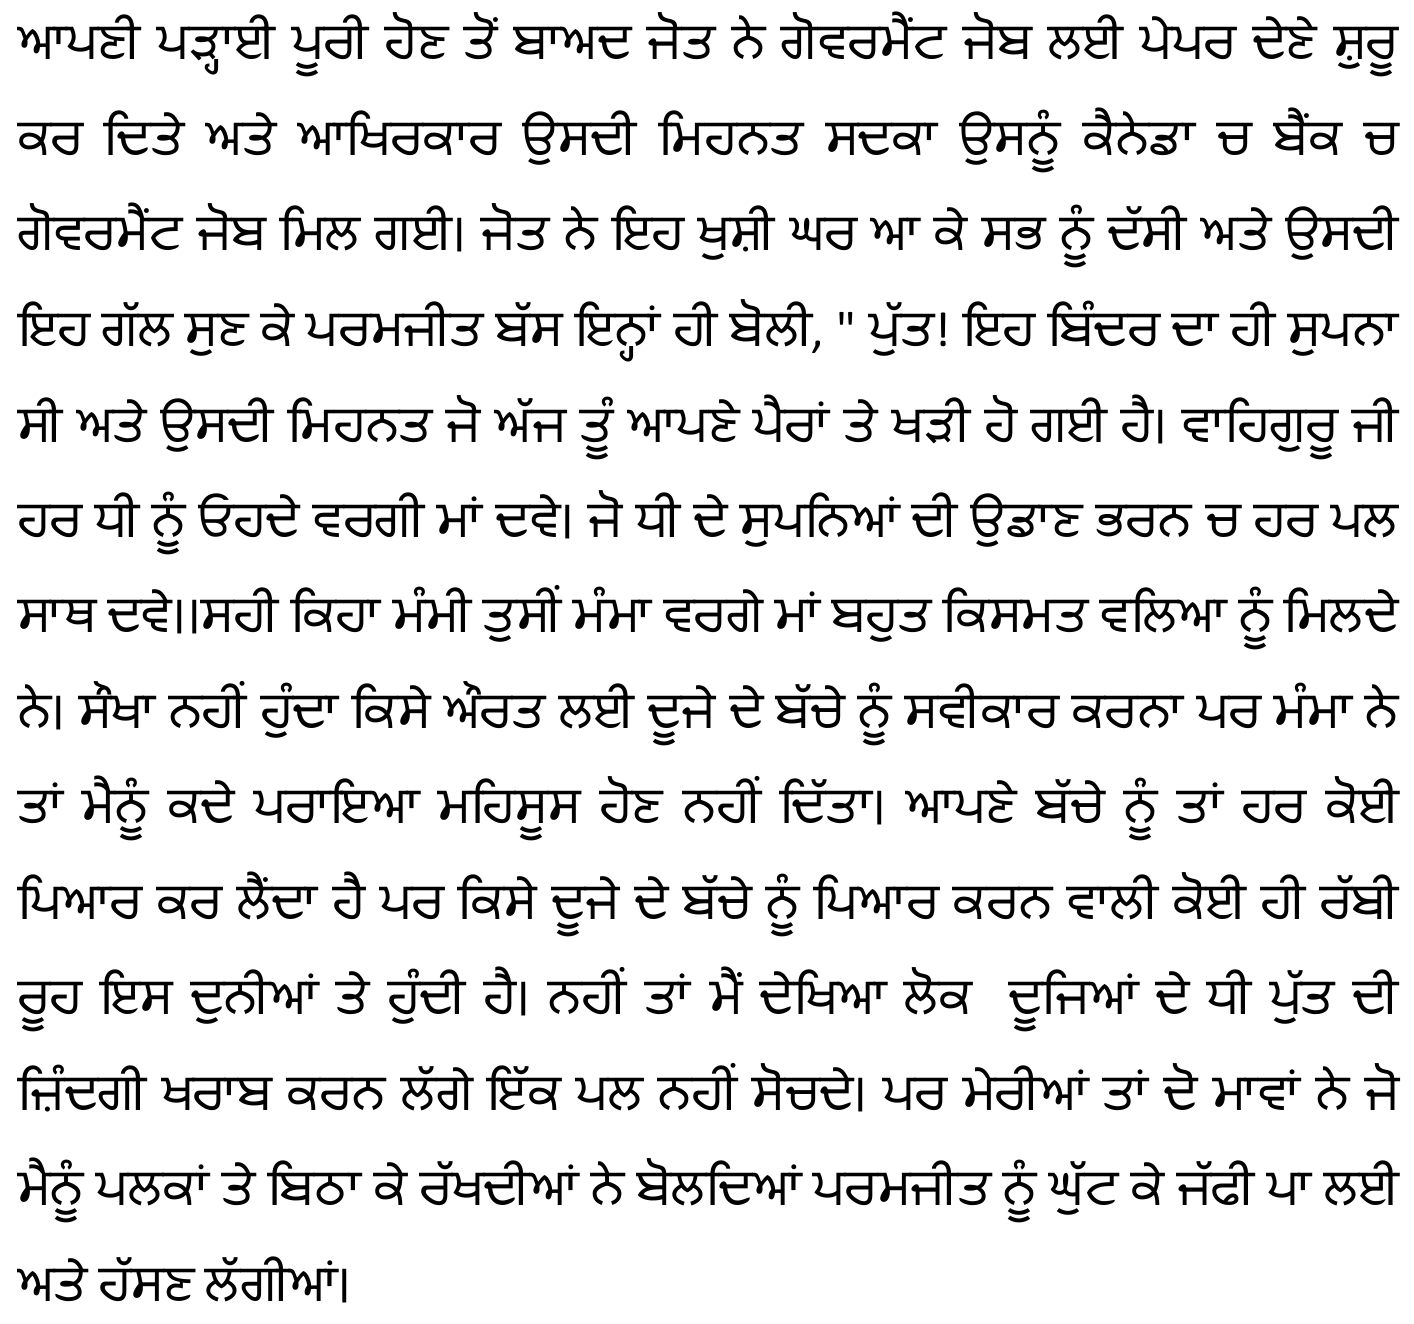 ਆਪਣੀ ਪੜ੍ਹਾਈ ਪੂਰੀ ਹੋਣ ਤੋਂ ਬਾਅਦ ਜੋਤ ਨੇ ਗੋਵਰਮੈਂਟ ਜੋਬ ਲਈ ਪੇਪਰ ਦੇਣੇ ਸ਼ੁਰੂ
ਕਰ ਦਿਤੇ ਅਤੇ ਆਖਿਰਕਾਰ ਉਸਦੀ ਮਿਹਨਤ ਸਦਕਾ ਉਸਨੂੰ ਕੈਨੇਡਾ ਚ ਬੈਂਕ ਚ
ਗੋਵਰਮੈਂਟ ਜੋਬ ਮਿਲ ਗਈ। ਜੋਤ ਨੇ ਇਹ ਖੁਸ਼ੀ ਘਰ ਆ ਕੇ ਸਭ ਨੂੰ ਦੱਸੀ ਅਤੇ ਉਸਦੀ
ਇਹ ਗੱਲ ਸੁਣ ਕੇ ਪਰਮਜੀਤ ਬੱਸ ਇਨ੍ਹਾਂ ਹੀ ਬੋਲੀ, " ਪੁੱਤ! ਇਹ ਬਿੰਦਰ ਦਾ ਹੀ ਸੁਪਨਾ
ਸੀ ਅਤੇ ਉਸਦੀ ਮਿਹਨਤ ਜੋ ਅੱਜ ਤੂੰ ਆਪਣੇ ਪੈਰਾਂ ਤੇ ਖੜੀ ਹੋ ਗਈ ਹੈ। ਵਾਹਿਗੁਰੂ ਜੀ
ਹਰ ਧੀ ਨੂੰ ਓਹਦੇ ਵਰਗੀ ਮਾਂ ਦਵੇ। ਜੋ ਧੀ ਦੇ ਸੁਪਨਿਆਂ ਦੀ ਉਡਾਣ ਭਰਨ ਚ ਹਰ ਪਲ
ਸਾਥ ਦਵੇ।।ਸਹੀ ਕਿਹਾ ਮੰਮੀ ਤੁਸੀਂ ਮੰਮਾ ਵਰਗੇ ਮਾਂ ਬਹੁਤ ਕਿਸਮਤ ਵਲਿਆ ਨੂੰ ਮਿਲਦੇ
ਨੇ। ਸੌਖਾ ਨਹੀਂ ਹੁੰਦਾ ਕਿਸੇ ਔਰਤ ਲਈ ਦੂਜੇ ਦੇ ਬੱਚੇ ਨੂੰ ਸਵੀਕਾਰ ਕਰਨਾ ਪਰ ਮੰਮਾ ਨੇ
ਤਾਂ ਮੈਨੂੰ ਕਦੇ ਪਰਾਇਆ ਮਹਿਸੂਸ ਹੋਣ ਨਹੀਂ ਦਿੱਤਾ। ਆਪਣੇ ਬੱਚੇ ਨੂੰ ਤਾਂ ਹਰ ਕੋਈ
ਪਿਆਰ ਕਰ ਲੈਂਦਾ ਹੈ ਪਰ ਕਿਸੇ ਦੂਜੇ ਦੇ ਬੱਚੇ ਨੂੰ ਪਿਆਰ ਕਰਨ ਵਾਲੀ ਕੋਈ ਹੀ ਰੱਬੀ
ਰੂਹ ਇਸ ਦੁਨੀਆਂ ਤੇ ਹੁੰਦੀ ਹੈ। ਨਹੀਂ ਤਾਂ ਮੈਂ ਦੇਖਿਆ ਲੋਕ  ਦੂਜਿਆਂ ਦੇ ਧੀ ਪੁੱਤ ਦੀ
ਜ਼ਿੰਦਗੀ ਖਰਾਬ ਕਰਨ ਲੱਗੇ ਇੱਕ ਪਲ ਨਹੀਂ ਸੋਚਦੇ। ਪਰ ਮੇਰੀਆਂ ਤਾਂ ਦੋ ਮਾਵਾਂ ਨੇ ਜੋ
ਮੈਨੂੰ ਪਲਕਾਂ ਤੇ ਬਿਠਾ ਕੇ ਰੱਖਦੀਆਂ ਨੇ ਬੋਲਦਿਆਂ ਪਰਮਜੀਤ ਨੂੰ ਘੁੱਟ ਕੇ ਜੱਫੀ ਪਾ ਲਈ
ਅਤੇ ਹੱਸਣ ਲੱਗੀਆਂ।